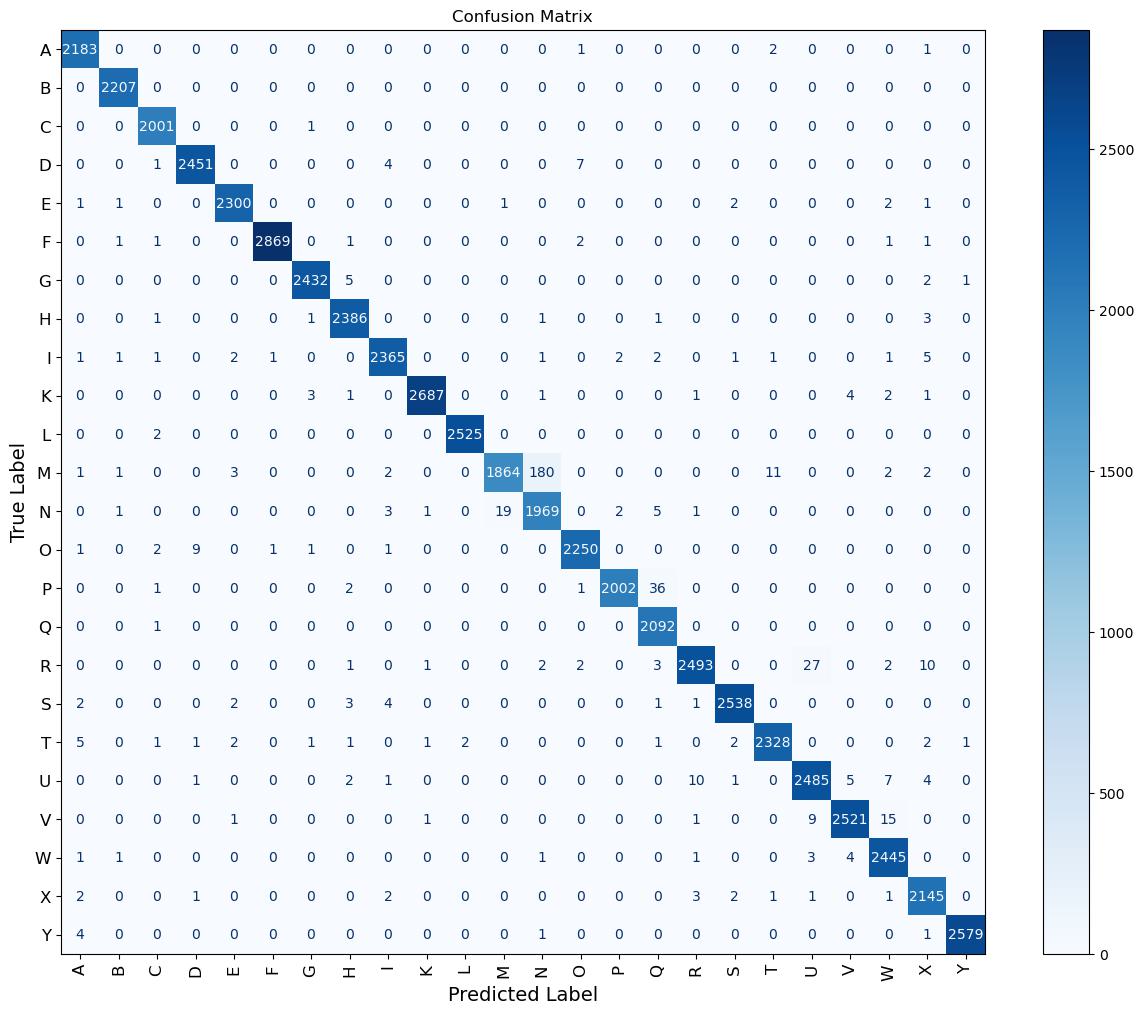 Confusion Matrix
A 2183 0 0 0 0 0 0 0 0 0 0 0 0 1 0 0 0 0 2 0 0 0 1 0
B 0 2207 0 0 0 0 0 0 0 0 0 0 0 0 0 0 0 0 0 0 0 0 0 0
C 0 0 2001 0 0 0 1 0 0 0 0 0 0 0 0 0 0 0 0 0 0 0 0 0
D 0 0 1 2451 0 0 0 0 4 0 0 0 0 7 0 0 0 0 0 0 0 0 0 0
E 1 1 0 0 2300 0 0 0 0 0 0 1 0 0 0 0 0 2 0 0 0 2 1 0
F 0 1 1 0 0 2869 0 1 0 0 0 0 0 2 0 0 0 0 0 0 0 1 1 0
G 0 0 0 0 0 0 2432 5 0 0 0 0 0 0 0 0 0 0 0 0 0 0 2 1
H 0 0 1 0 0 0 1 2386 0 0 0 0 1 0 0 1 0 0 0 0 0 0 3 0
I 1 1 1 0 2 1 0 0 2365 0 0 0 1 0 2 2 0 1 1 0 0 1 5 0
K 0 0 0 0 0 0 3 1 0 2687 0 0 1 0 0 0 1 0 0 0 4 2 1 0
L 0 0 2 0 0 0 0 0 0 0 2525 0 0 0 0 0 0 0 0 0 0 0 0 0
M 1 1 0 0 3 0 0 0 2 0 0 1864 180 0 0 0 0 0 11 0 0 2 2 0
N 0 1 0 0 0 0 0 0 3 1 0 19 1969 0 2 5 1 0 0 0 0 0 0 0
O 1 0 2 9 0 1 1 0 1 0 0 0 0 2250 0 0 0 0 0 0 0 0 0 0
P 0 0 1 0 0 0 0 2 0 0 0 0 0 1 2002 36 0 0 0 0 0 0 0 0
Q 0 0 1 0 0 0 0 0 0 0 0 0 0 0 0 2092 0 0 0 0 0 0 0 0
R 0 0 0 0 0 0 0 1 0 1 0 0 2 2 0 3 2493 0 0 27 0 2 10 0
S 2 0 0 0 2 0 0 3 4 0 0 0 0 0 0 1 1 2538 0 0 0 0 0 0
T 5 0 1 1 2 0 1 1 0 1 2 0 0 0 0 1 0 2 2328 0 0 0 2 1
U 0 0 0 1 0 0 0 2 1 0 0 0 0 0 0 0 10 1 0 2485 5 7 4 0
V 0 0 0 0 1 0 0 0 0 1 0 0 0 0 0 0 1 0 0 9 2521 15 0 0
W 1 1 0 0 0 0 0 0 0 0 0 0 1 0 0 0 1 0 0 3 4 2445 0 0
X 2 0 0 1 0 0 0 0 2 0 0 0 0 0 0 0 3 2 1 1 0 1 2145 0
Y 4 0 0 0 0 0 0 0 0 0 0 0 1 0 0 0 0 0 0 0 0 0 1 2579
A B C D E F G H I K L M N O P Q R S T U V W X Y
Predicted Label
True Label
2500
2000
1500
1000
500
0